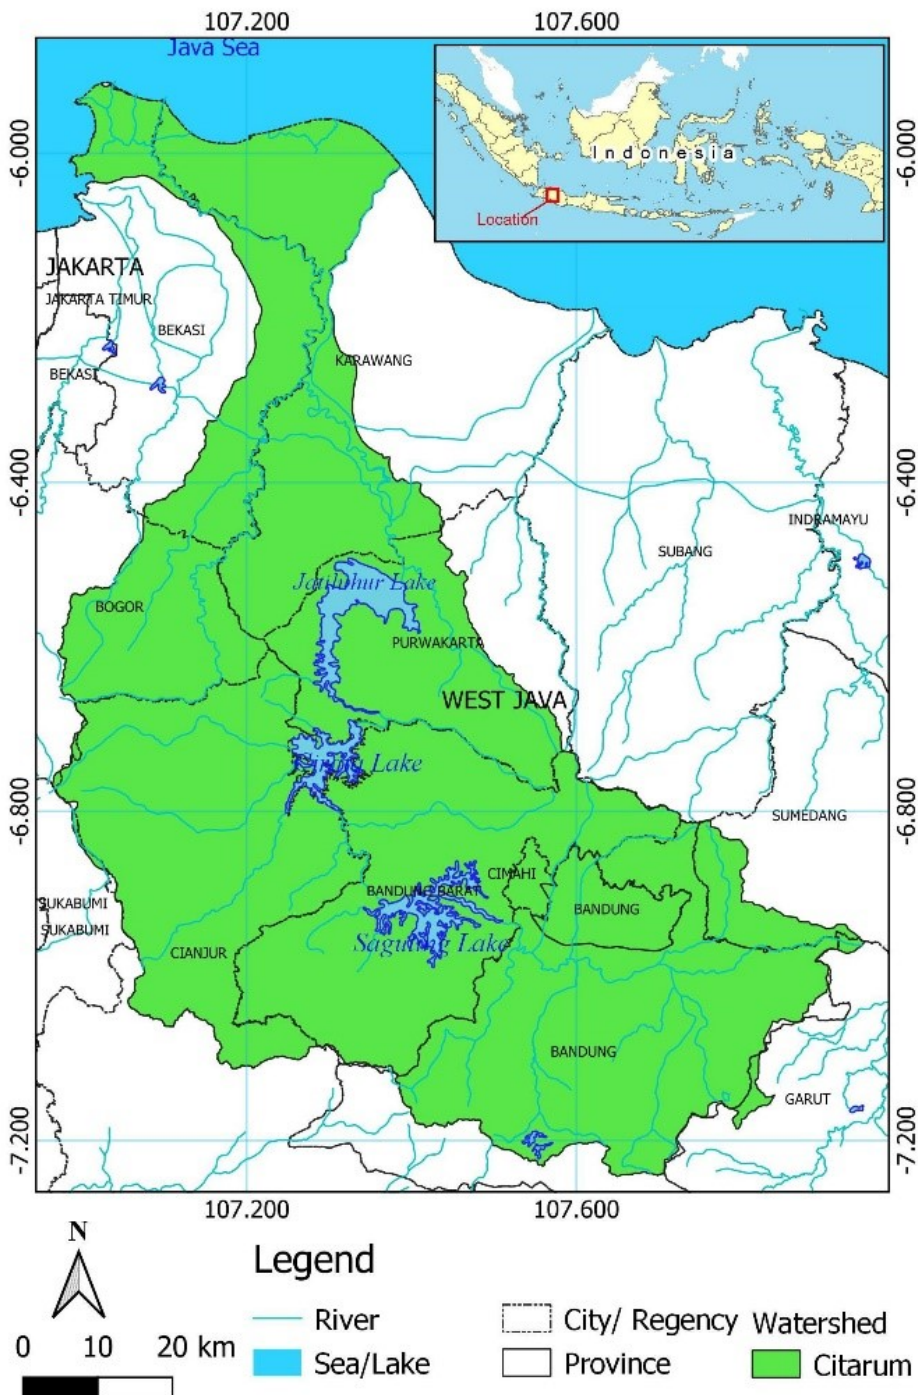 107.200
107.600
Java Sea
Indonesia
Location
-6.000
-6.000
JAKARTA
JAKARTA TIMUR
BEKASI
BEKASI
KARAWANG
-6.400
-6.400
INDRAMAYU
SUBANG
Jatiluhur Lake
BOGOR
PURWAKARTA
WEST JAVA
Lake
-6.800
-6.800
SUMEDANG
CIMAHI
BANDUNG BARAT
SUKABUMI
BANDUNG
SUKABUMI
Saguling Lake
CIANJUR
BANDUNG
GARUT
-7.200
-7.200
107.200
107.600
N
Legend
River
City/ Regency
Watershed
0 10 20 km
Sea/Lake
Province
Citarum